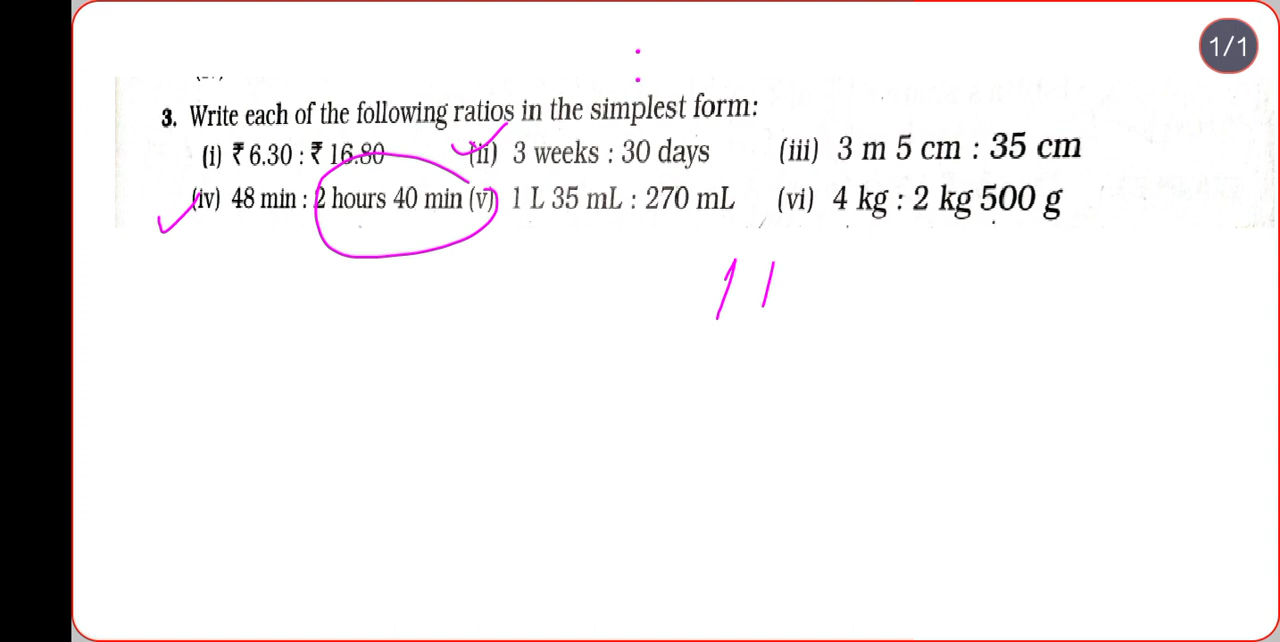 1/1
3. Write each of the following ratios in the simplest form:
(i) ₹ 6.30 : ₹ 16.80 (ii) 3 weeks : 30 days (iii) 3 m 5 cm : 35 cm
(iv) 48 min : 2 hours 40 min (v) 1 L 35 mL : 270 mL (vi) 4 kg : 2 kg 500 g